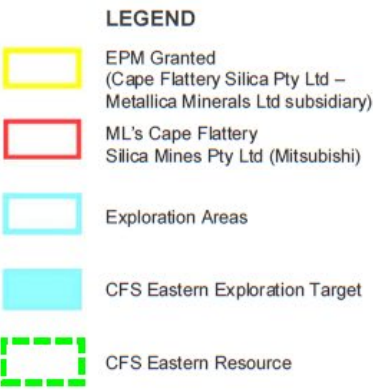 LEGEND
EPM Granted
(Cape Flattery Silica Pty Ltd –
Metallica Minerals Ltd subsidiary)
ML's Cape Flattery
Silica Mines Pty Ltd (Mitsubishi)
Exploration Areas
CFS Eastern Exploration Target
CFS Eastern Resource